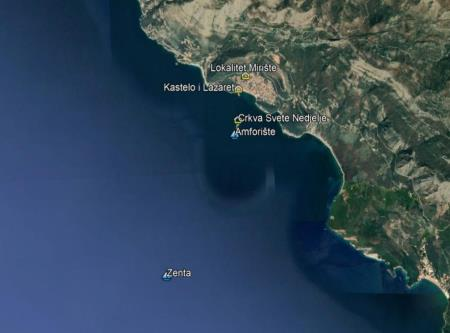 Lokalitet Mirište
Kastelo i Lazaret
Crkva Svete Nedjelje
Amforište
Zenta